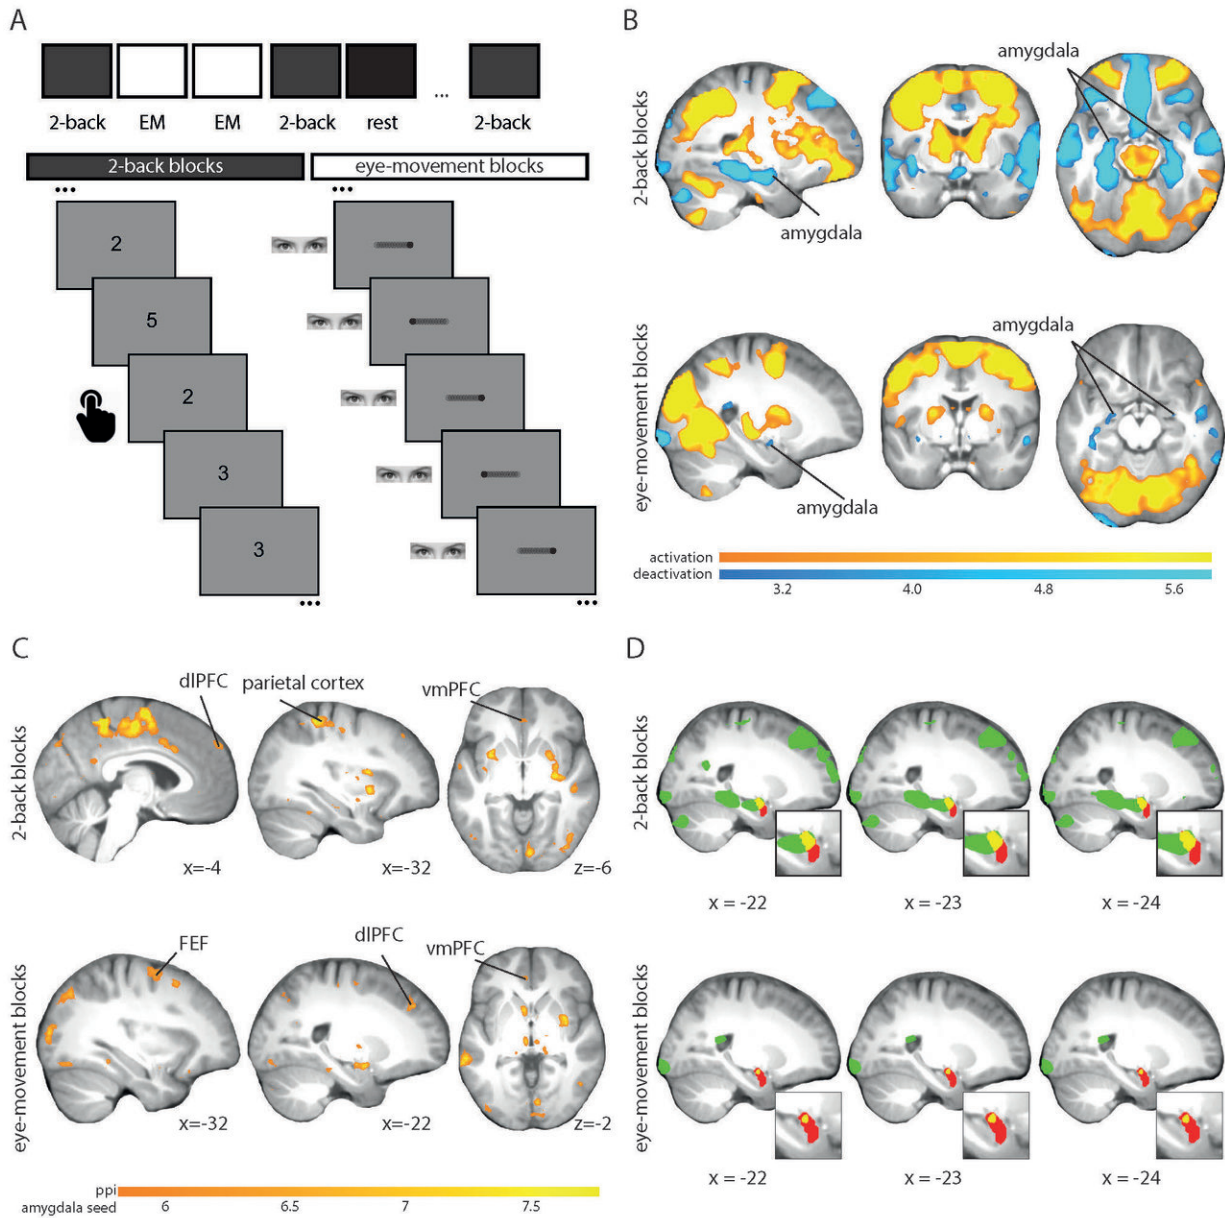 A
2-back EM EM 2-back rest ... 2-back
2-back blocks eye-movement blocks
...
...
2
5
2
3
3
...
...
B
2-back blocks
amygdala
amygdala
eye-movement blocks
amygdala
amygdala
activation
deactivation
3.2 4.0 4.8 5.6
C
2-back blocks
dlPFC parietal cortex vmPFC
x=-4 x=-32 z=-6
eye-movement blocks
FEF dlPFC vmPFC
x=-32 x=-22 z=-2
ppi
amygdala seed
6 6.5 7 7.5
D
2-back blocks
x = -22 x = -23 x = -24
eye-movement blocks
x = -22 x = -23 x = -24